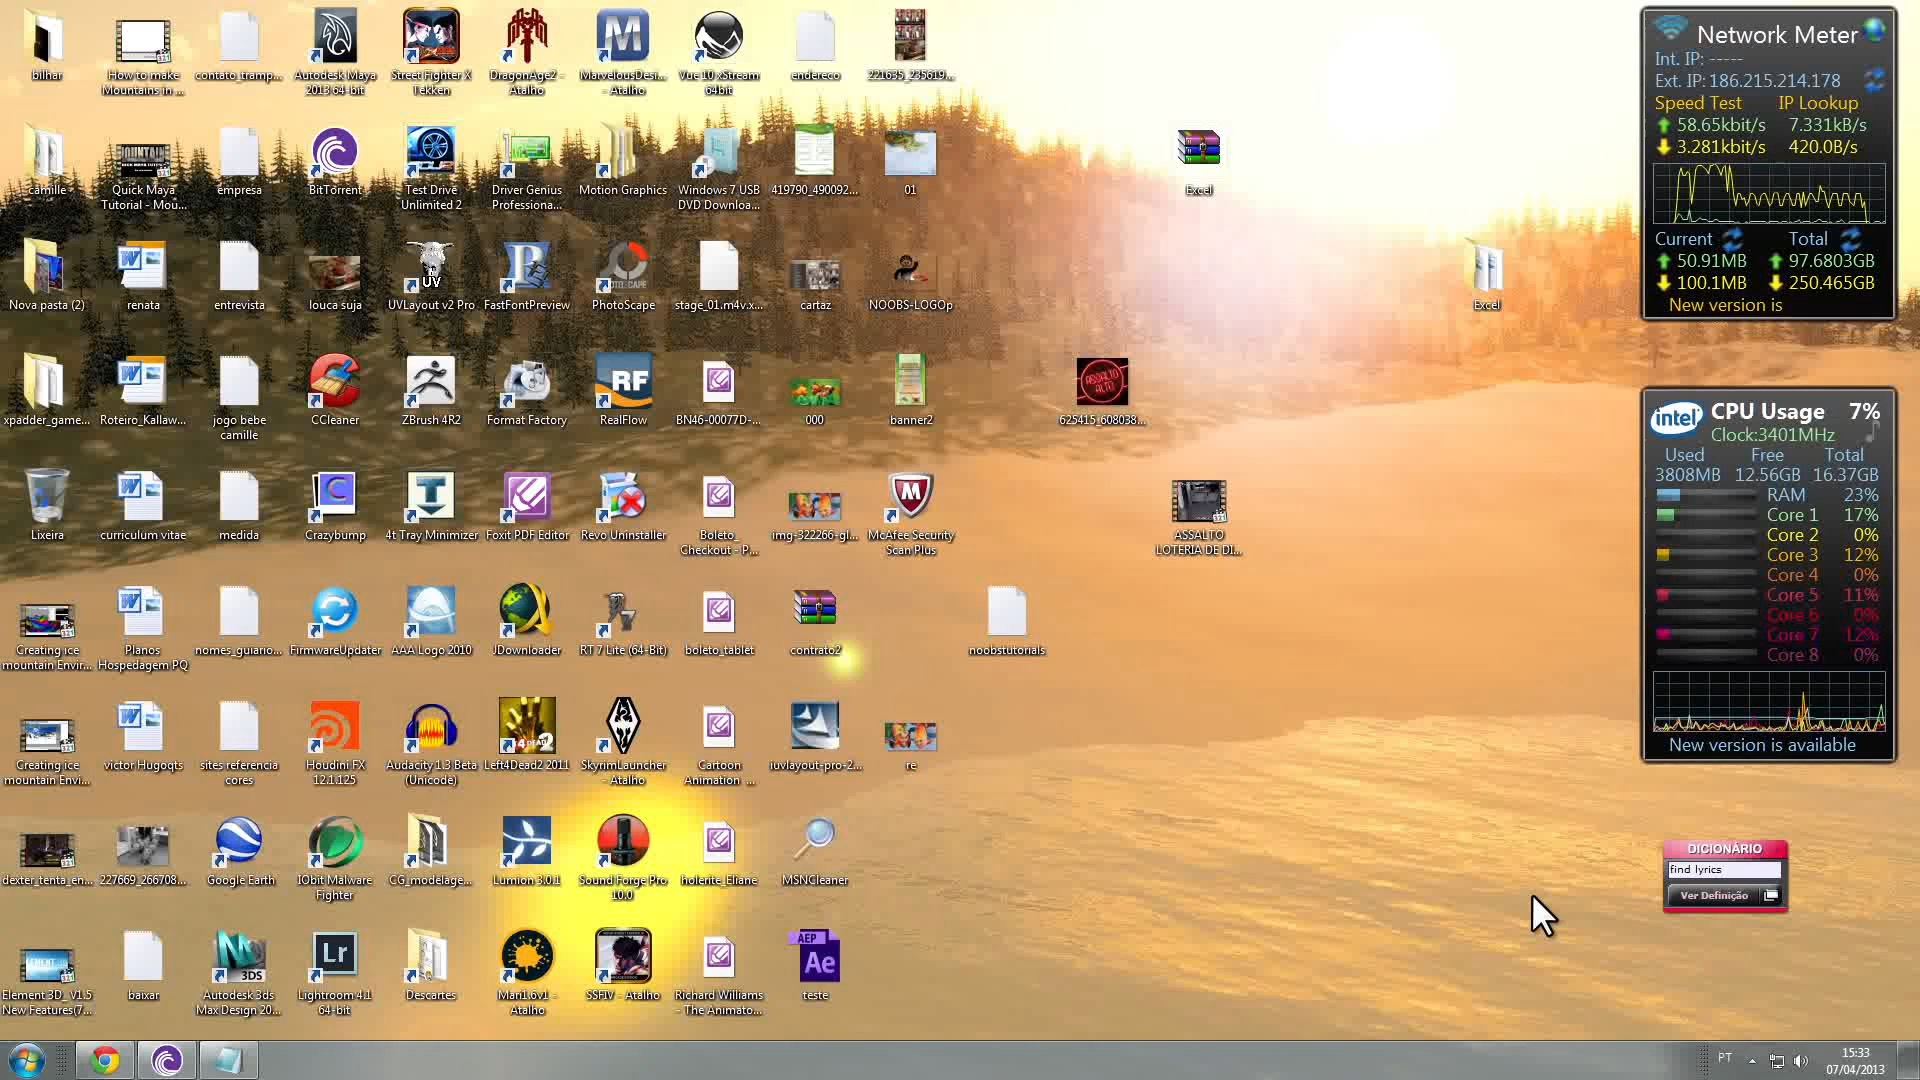 bilhar
How to make
Mountains in ...
contato_tramp...
Autodesk Maya
2013 64-bit
Street Fighter X
Tekken
DragonAge2 -
Atalho
MarvelousDesi...
- Atalho
Vue 10 xStream
64bit
endereco
221635_235619...
camille
Quick Maya
Tutorial - Mou...
empresa
BitTorrent
Test Drive
Unlimited 2
Driver Genius
Professiona...
Motion Graphics
Windows 7 USB
DVD Downloa...
419790_490092...
01
Excel
Nova pasta (2)
renata
entrevista
louca suja
UVLayout v2 Pro
FastFontPreview
PhotoScape
stage_01.m4v.x...
cartaz
NOOBS-LOGOp
Excel
xpadder_game...
Roteiro_Kallaw...
jogo bebe
camille
CCleaner
ZBrush 4R2
Format Factory
RealFlow
BN46-00077D-...
000
banner2
625415_608038...
Lixeira
curriculum vitae
medida
Crazybump
4t Tray Minimizer
Foxit PDF Editor
Revo Uninstaller
Boleto_
Checkout - P...
img-322266-gl...
McAfee Security
Scan Plus
ASSALTO
LOTERIA DE DI...
Creating ice
mountain Envir...
Planos
Hospedagem PQ
nomes_guiario...
FirmwareUpdater
AAA Logo 2010
JDownloader
RT 7 Lite (64-Bit)
boleto_tablet
contrato2
noobstutorials
Creating ice
mountain Envi...
victor Hugoqts
sites referencia
cores
Houdini FX
12.1.125
Audacity 1.3 Beta
(Unicode)
Left4Dead2 2011
SkyrimLauncher
- Atalho
Cartoon
Animation ...
iuvlayout-pro-2...
re
dexter_tenta_en...
227669_266708...
Google Earth
IObit Malware
Fighter
CG_modelage...
Lumion 3.0.1
Sound Forge Pro
10.0
holerite_Eliane
MSNCleaner
Element 3D_ V1.5
New Features(7...
baixar
Autodesk 3ds
Max Design 20...
Lightroom 4.1
64-bit
Descartes
Mari1.6v1 -
Atalho
SSFIV - Atalho
Richard Williams
- The Animato...
teste
Network Meter
Int. IP: -----
Ext. IP: 186.215.214.178
Speed Test IP Lookup
58.65kbit/s 7.331kB/s
3.281kbit/s 420.0B/s
Current Total
50.91MB 97.6803GB
100.1MB 250.465GB
New version is
intel
CPU Usage 7%
Clock:3401MHz
Used Free Total
3808MB 12.56GB 16.37GB
RAM 23%
Core 1 17%
Core 2 0%
Core 3 12%
Core 4 0%
Core 5 11%
Core 6 0%
Core 7 12%
Core 8 0%
New version is available
DICIONÁRIO
find lyrics
Ver Definição
PT
15:33
07/04/2013